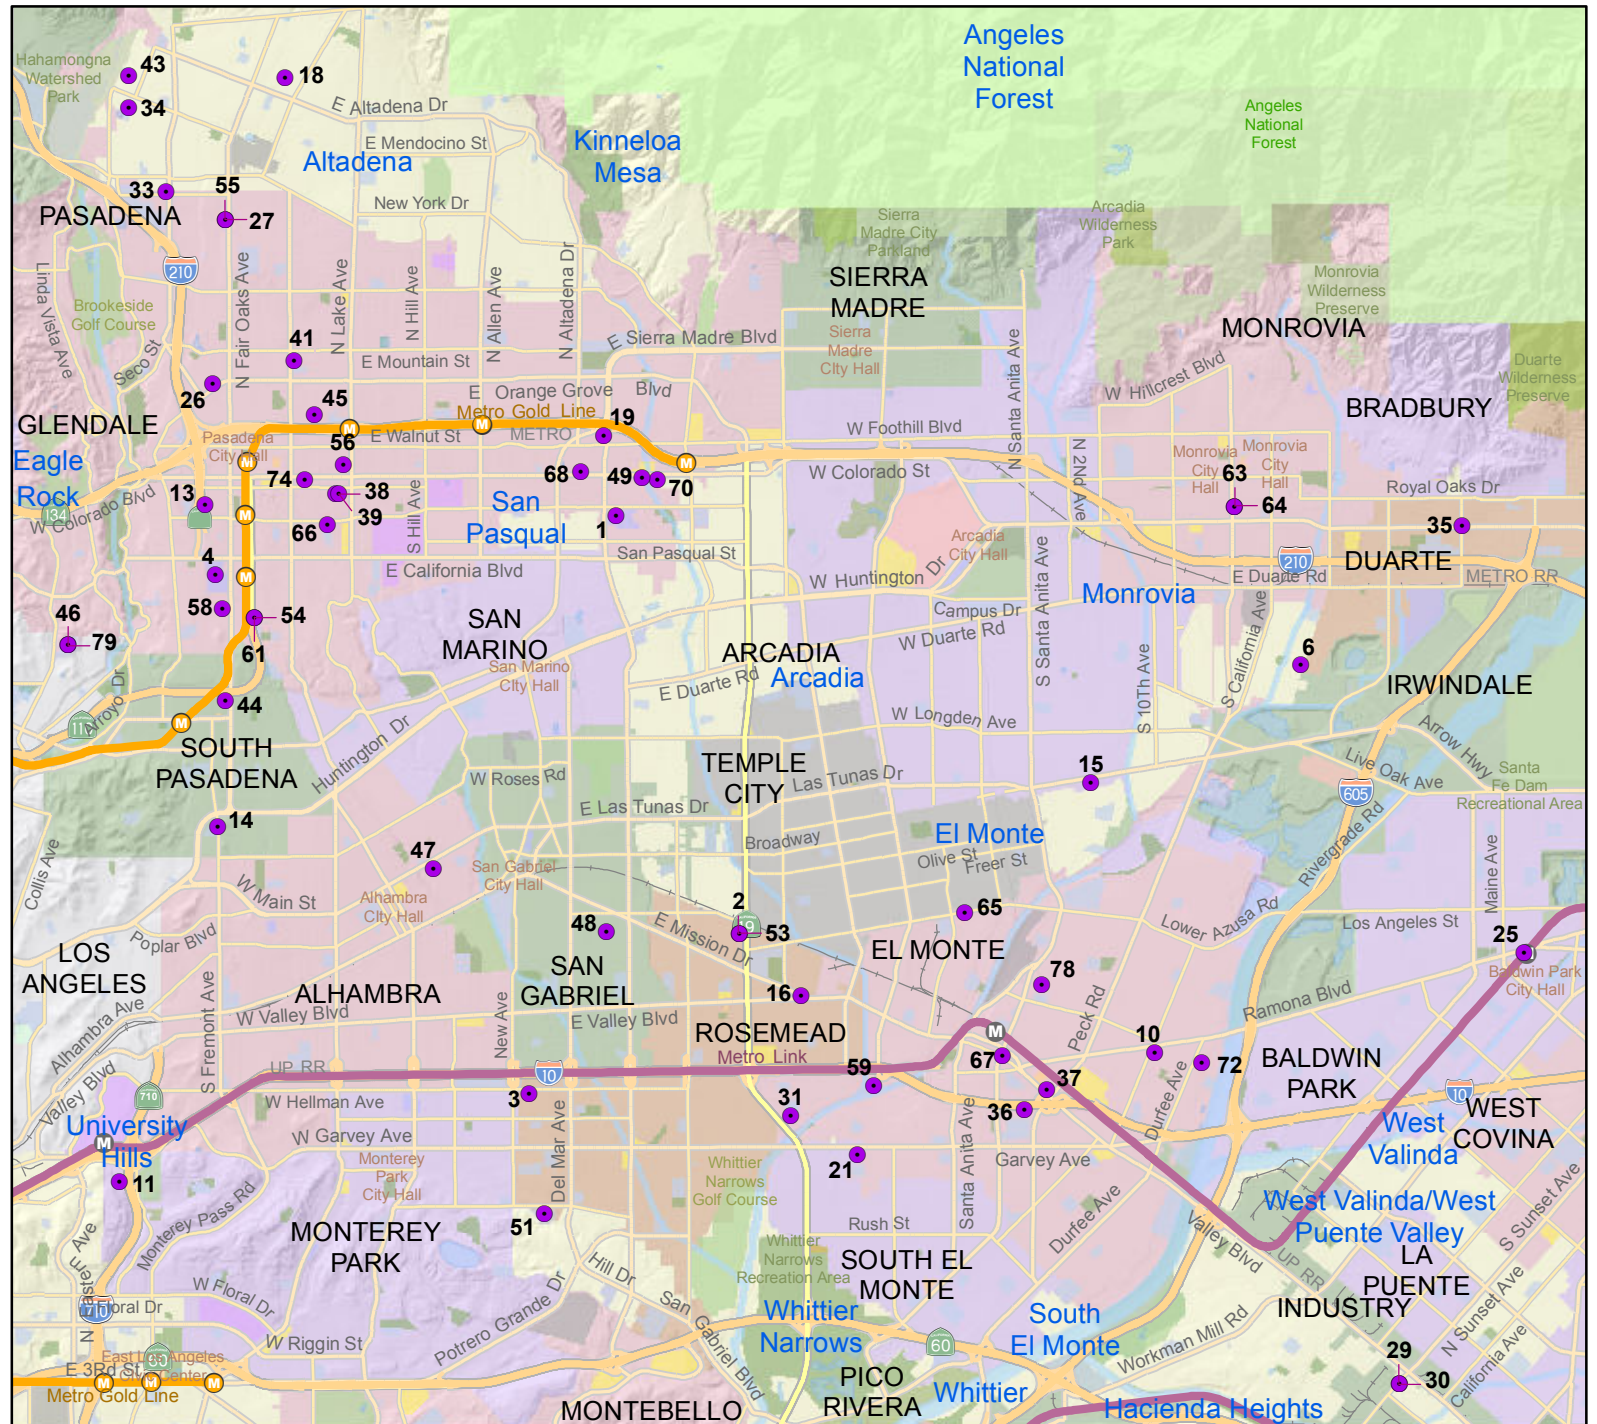 Angeles
National
Forest
Hahamongna
Watershed
Park
43
18
34
E Altadena Dr
Angeles
National
Forest
E Mendocino St
Altadena
Kinneloa
Mesa
33
55
27
PASADENA
New York Dr
Sierra
Madre City
Parkland
Arcadia
Wilderness
Park
210
Linda Vista Ave
N Fair Oaks Ave
N Lake Ave
N Hill Ave
N Allen Ave
N Altadena Dr
SIERRA
MADRE
Monrovia
Wilderness
Preserve
Brookeside
Golf Course
Seco St
41
E Mountain St
E Sierra Madre Blvd
Sierra
Madre
CIty Hall
N Santa Anita Ave
MONROVIA
W Hillcrest Blvd
Duarte
Wilderness
Preserve
26
E Orange Grove Blvd
BRADBURY
45
Metro Gold Line
19
GLENDALE
M
M
56
E Walnut St
METRO
W Foothill Blvd
Pasadena
City Hall
M
M
Eagle
Rock
74
38
39
68
49
70
W Colorado St
N 2Nd Ave
Monrovia
City
Hall
Monrovia
City
Hall
63
64
Royal Oaks Dr
134
W Colorado Blvd
13
M
66
S Hill Ave
San
Pasqual
1
Arcadia
City Hall
35
San Pasqual St
DUARTE
210
4
M
E California Blvd
W Huntington Dr
E Duarte Rd
METRO RR
58
54
61
46
79
SAN
MARINO
Campus Dr
W Duarte Rd
S Santa Anita Ave
Monrovia
S California Ave
ARCADIA
Arcadia
San Marino
CIty Hall
E Duarte Rd
6
IRWINDALE
Arroyo Dr
44
M
S 10Th Ave
W Longden Ave
Arrow Hwy
SOUTH
PASADENA
Huntington Dr
W Roses Rd
TEMPLE
CITY
Las Tunas Dr
15
Live Oak Ave
605
Santa
Fe Dam
Recreational Area
E Las Tunas Dr
14
Broadway
El Monte
Rivergrade Rd
Maine Ave
Collis Ave
47
San Gabriel
City Hall
Olive St
Freer St
W Main St
Alhambra
CIty Hall
2
53
65
Lower Azusa Rd
Los Angeles St
Poplar Blvd
48
E Mission Dr
EL MONTE
25
LOS
ANGELES
SAN
GABRIEL
78
Baldwin Park
City Hall
ALHAMBRA
16
Peck Rd
Ramona Blvd
Alhambra Ave
S Fremont Ave
W Valley Blvd
New Ave
E Valley Blvd
ROSEMEAD
Metro Link
M
67
10
72
BALDWIN
PARK
UP RR
10
59
37
36
Valley Blvd
710
W Hellman Ave
3
31
Durfee Ave
10
WEST
COVINA
University
Hills
M
W Garvey Ave
Del Mar Ave
Santa Anita Ave
West
Valinda
11
Monterey
Park
City Hall
Whittier
Narrows
Golf Course
21
Garvey Ave
Monterey Pass Rd
51
Rush St
Durfee Ave
West Valinda/West
Puente Valley
S Sunset Ave
MONTEREY
PARK
Valley Blvd
UP RR
Whittier
Narrows
Recreation Area
SOUTH EL
MONTE
LA
PUENTE
N Eastern Ave
Hill Dr
W Floral Dr
Floral Dr
710
Potrero Grande Dr
San Gabriel Blvd
Whittier
Narrows
South
El Monte
INDUSTRY
Workman Mill Rd
N Sunset Ave
W Riggin St
60
60
29
30
E 3Rd St
M
M
M
Metro Gold Line
PICO
RIVERA
Whittier
California Ave
MONTEBELLO
Hacienda Heights